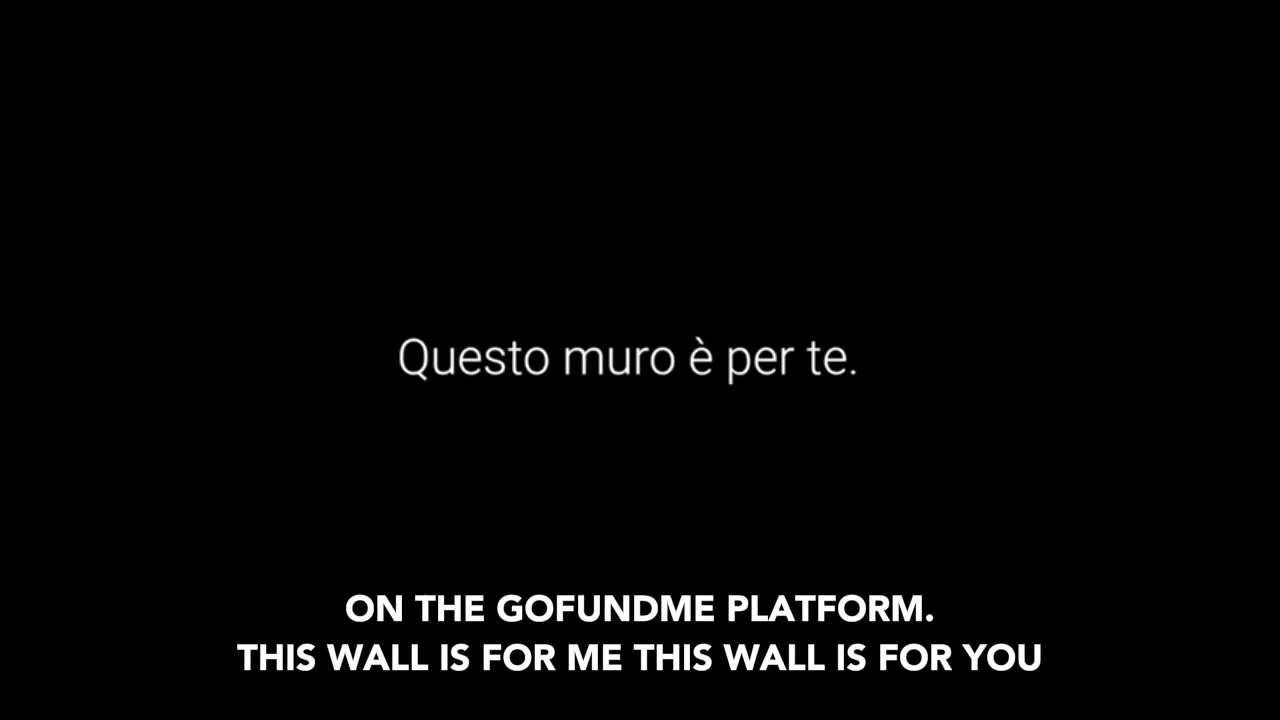 Questo muro è per te.
ON THE GOFUNDME PLATFORM.
THIS WALL IS FOR ME THIS WALL IS FOR YOU